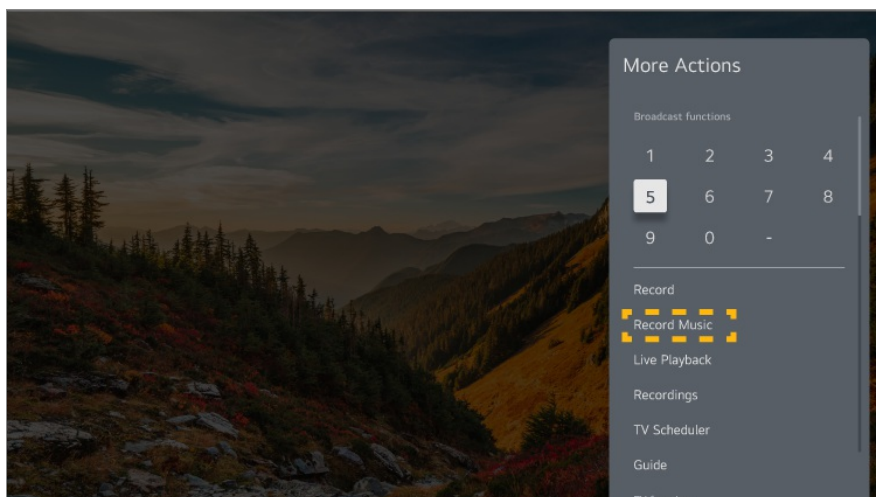 More Actions
Broadcast functions
1 2 3 4
5 6 7 8
9 0 -
Record
Record Music
Live Playback
Recordings
TV Scheduler
Guide